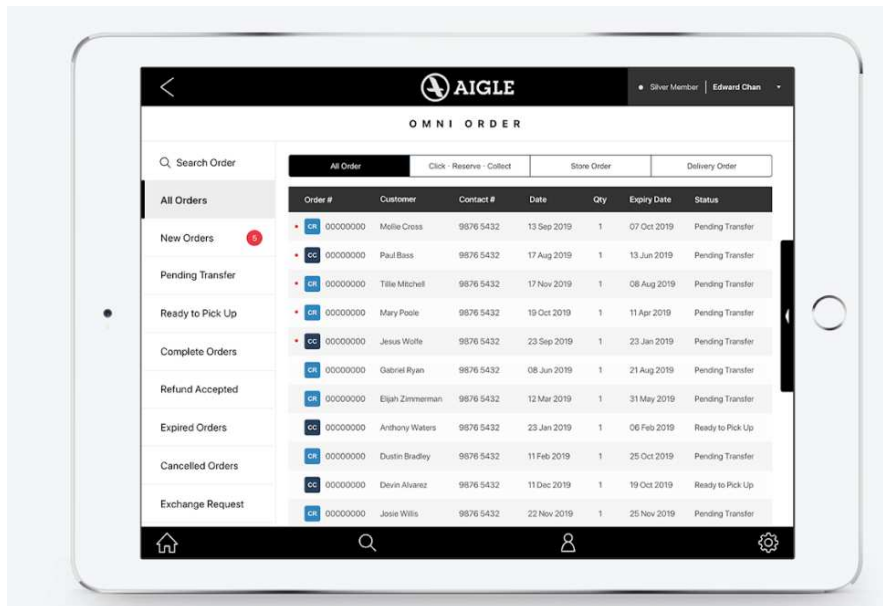 AIGLE
Silver Member | Edward Chan
OMNI ORDER
Search Order
All Orders
New Orders 5
Pending Transfer
Ready to Pick Up
Complete Orders
Refund Accepted
Expired Orders
Cancelled Orders
Exchange Request
All Order Click - Reserve - Collect Store Order Delivery Order
Order # Customer Contact # Date Qty Expiry Date Status
CR 00000000 Mollie Cross 9876 5432 13 Sep 2019 1 07 Oct 2019 Pending Transfer
CC 00000000 Paul Bass 9876 5432 17 Aug 2019 1 13 Jun 2019 Pending Transfer
CR 00000000 Tillie Mitchell 9876 5432 17 Nov 2019 1 08 Aug 2019 Pending Transfer
CR 00000000 Mary Poole 9876 5432 19 Oct 2019 1 11 Apr 2019 Pending Transfer
CC 00000000 Jesus Wolfe 9876 5432 23 Sep 2019 1 23 Jan 2019 Pending Transfer
CR 00000000 Gabriel Ryan 9876 5432 08 Jun 2019 1 21 Aug 2019 Pending Transfer
CR 00000000 Elijah Zimmerman 9876 5432 12 Mar 2019 1 31 May 2019 Pending Transfer
CC 00000000 Anthony Waters 9876 5432 23 Jan 2019 1 06 Feb 2019 Ready to Pick Up
CR 00000000 Dustin Bradley 9876 5432 11 Feb 2019 1 25 Oct 2019 Pending Transfer
CC 00000000 Devin Alvarez 9876 5432 11 Dec 2019 1 19 Oct 2019 Ready to Pick Up
CR 00000000 Josie Willis 9876 5432 22 Nov 2019 1 25 Nov 2019 Pending Transfer